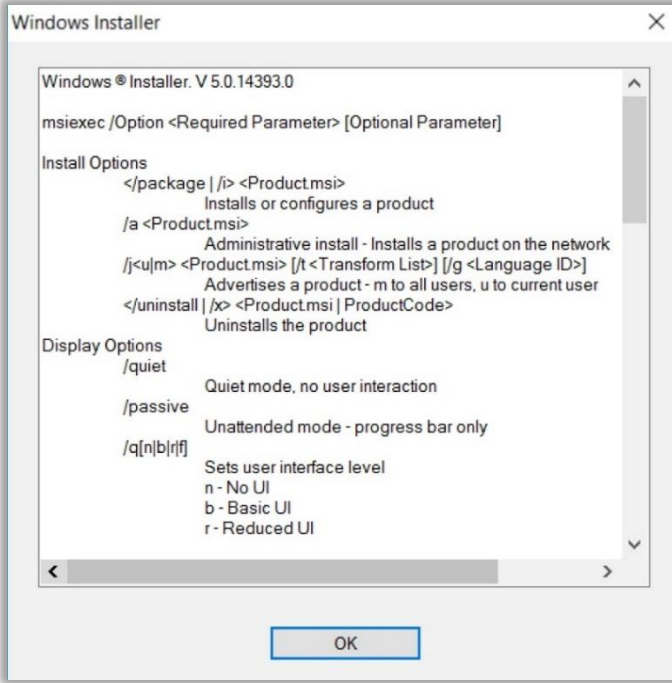 Windows Installer
Windows ® Installer. V 5.0.14393.0
msiexec /Option <Required Parameter> [Optional Parameter]
Install Options
</package | /i> <Product.msi>
Installs or configures a product
/a <Product.msi>
Administrative install - Installs a product on the network
/j<u|m> <Product.msi> [/t <Transform List>] [/g <Language ID>]
Advertises a product - m to all users, u to current user
</uninstall | /x> <Product.msi | ProductCode>
Uninstalls the product
Display Options
/quiet
Quiet mode, no user interaction
/passive
Unattended mode - progress bar only
/q[n|b|r|f]
Sets user interface level
n - No UI
b - Basic UI
r - Reduced UI
OK